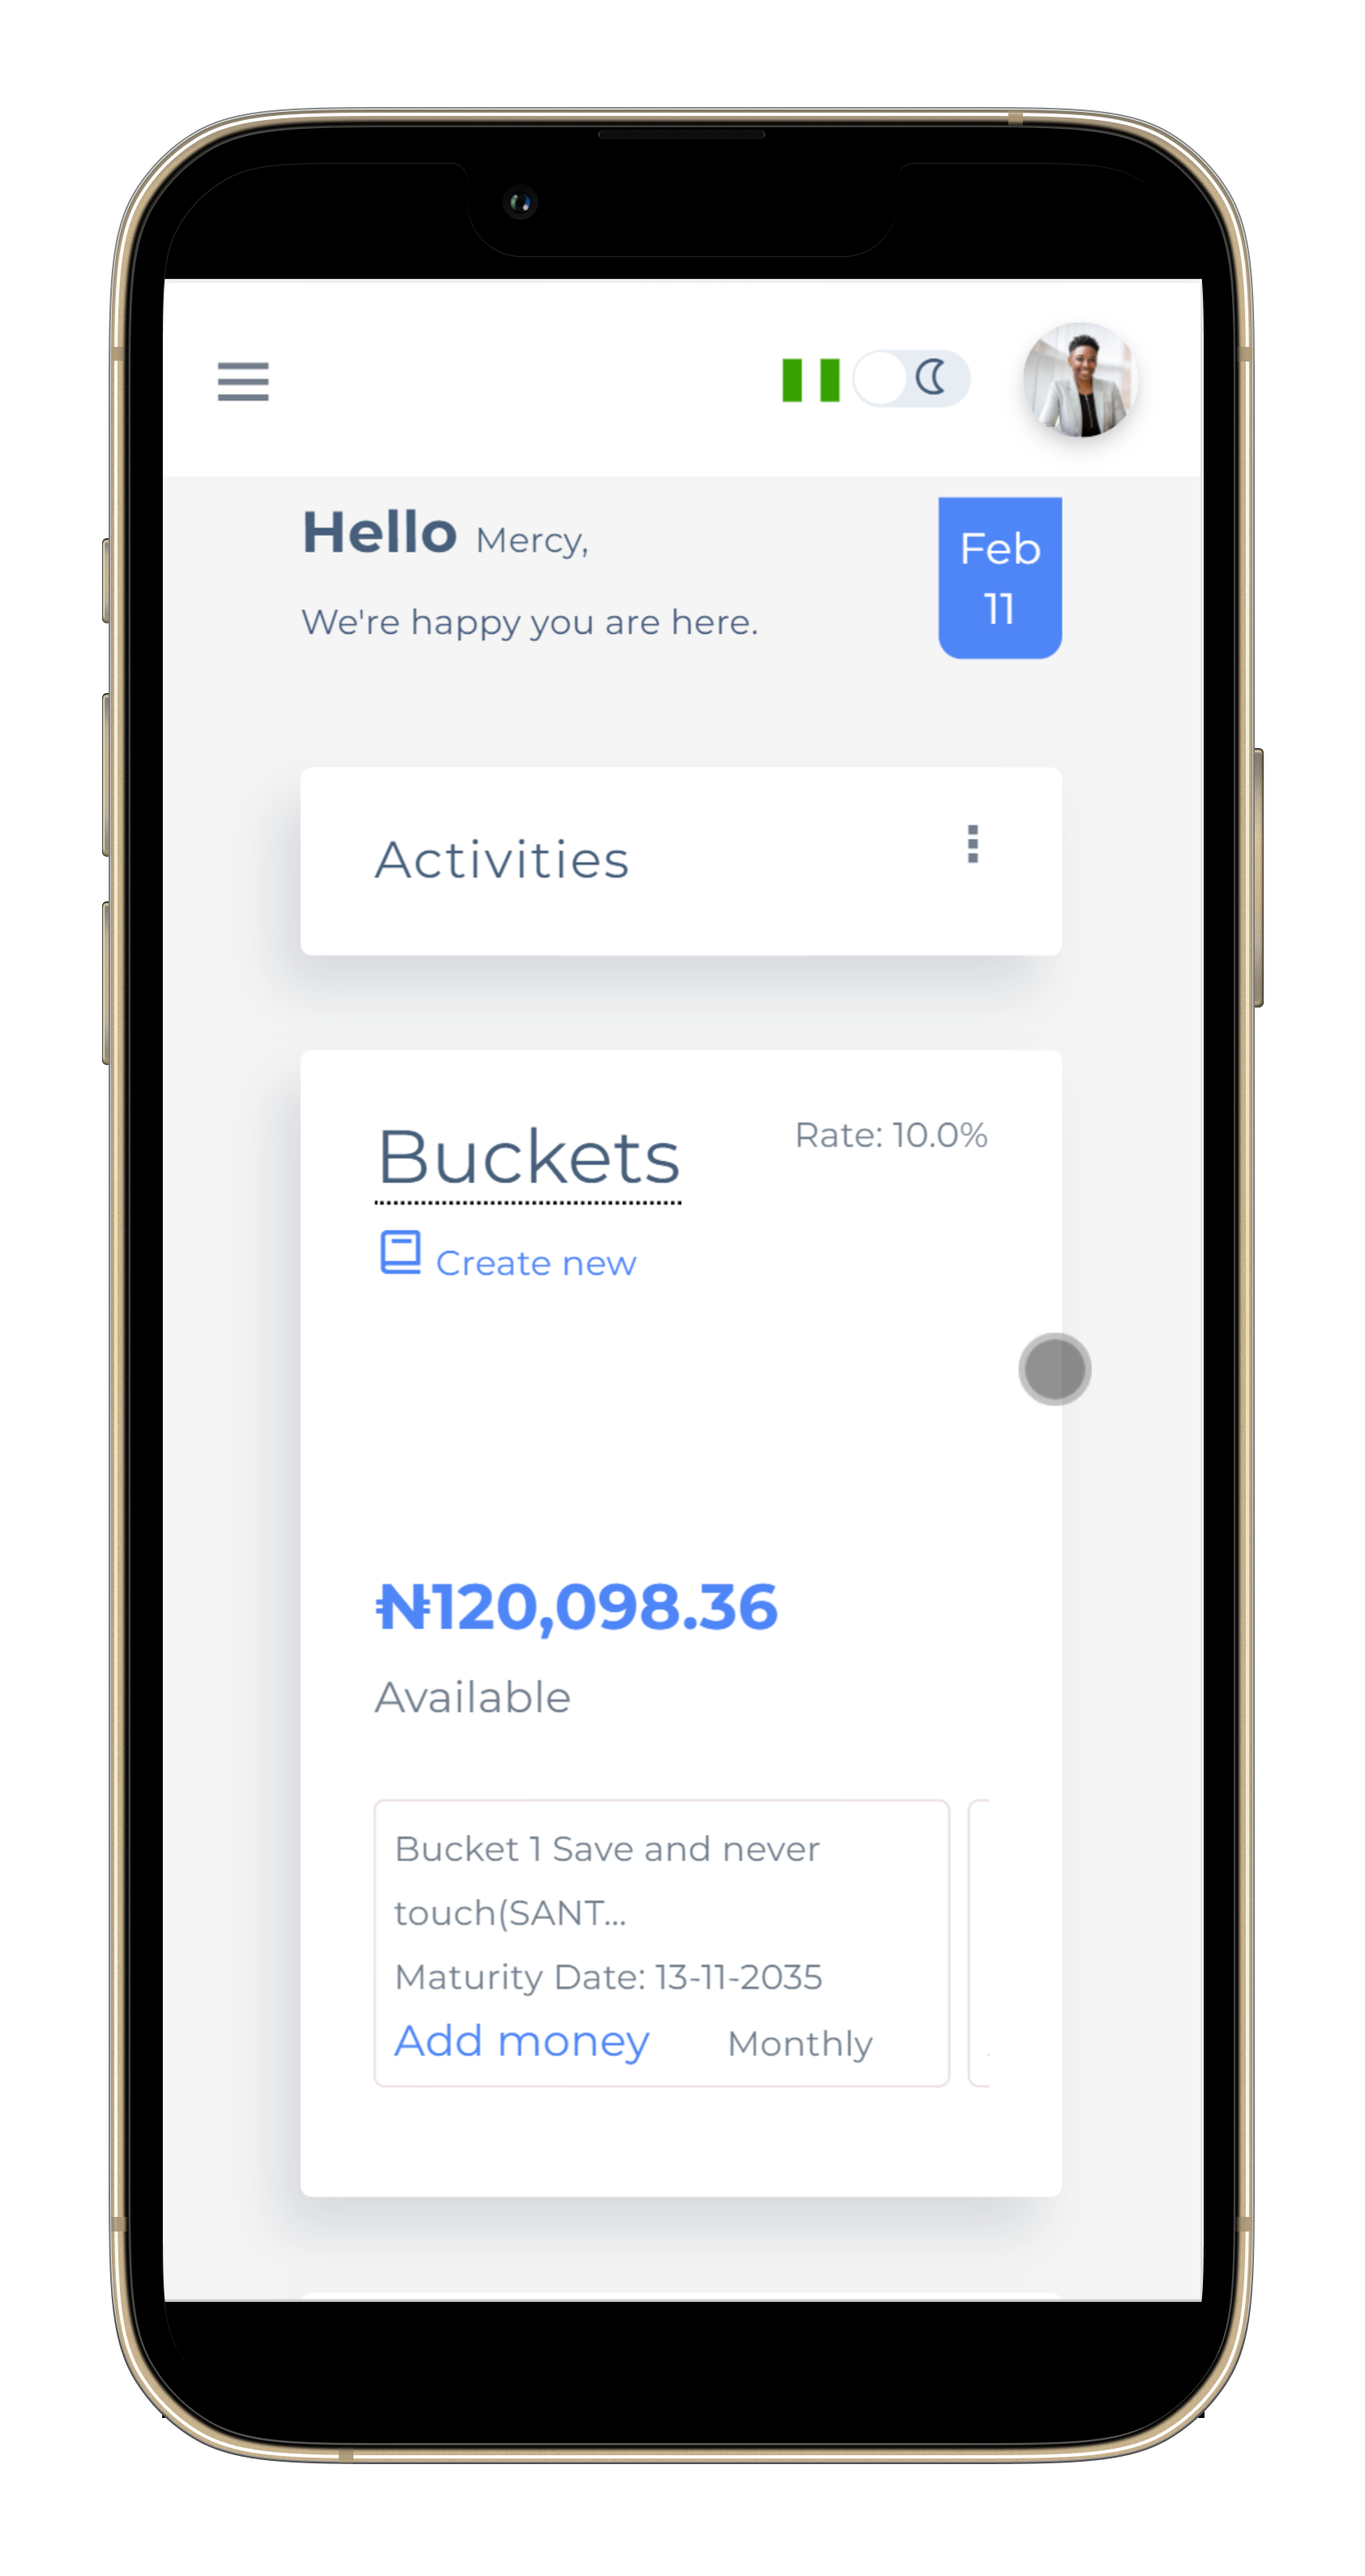 Hello Mercy,
We're happy you are here.
Feb
11
Activities
Buckets
Rate: 10.0%
Create new
₦120,098.36
Available
Bucket 1 Save and never
touch(SANT...
Maturity Date: 13-11-2035
Add money Monthly